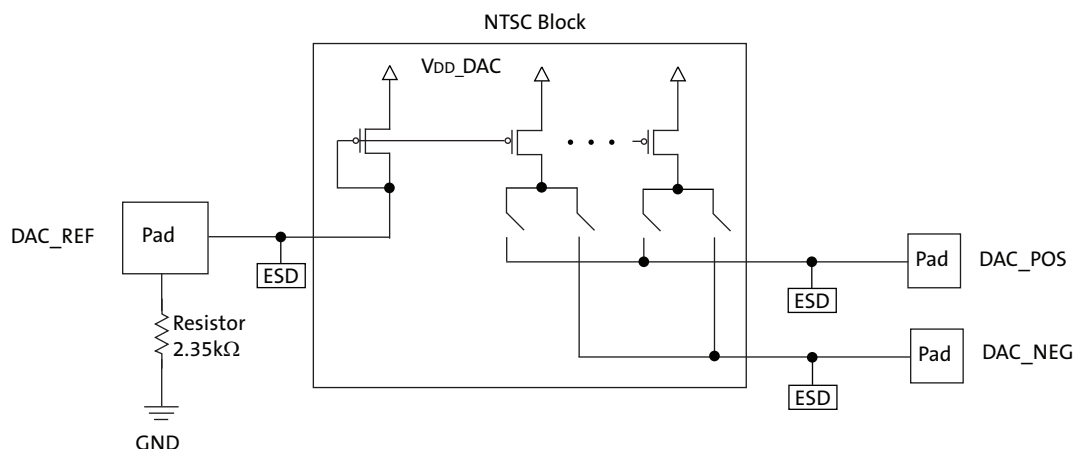 NTSC Block
VDD_DAC
DAC_REF
Pad
ESD
Resistor
2.35kΩ
GND
Pad
DAC_POS
ESD
Pad
DAC_NEG
ESD